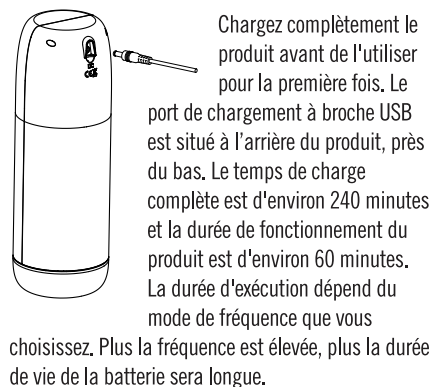 Chargez complètement le
produit avant de l'utiliser
pour la première fois. Le
port de chargement à broche USB
est situé à l'arrière du produit, près
du bas. Le temps de charge
complète est d'environ 240 minutes
et la durée de fonctionnement du
produit est d'environ 60 minutes.
La durée d'exécution dépend du
mode de fréquence que vous
choisissez. Plus la fréquence est élevée, plus la durée
de vie de la batterie sera longue.